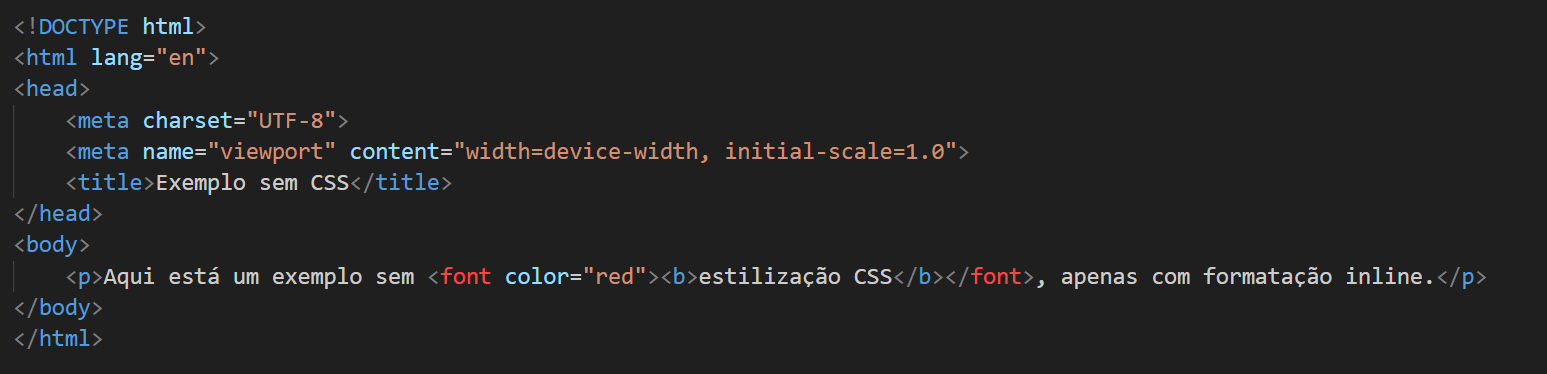 <!DOCTYPE html>
<html lang="en">
<head>
    <meta charset="UTF-8">
    <meta name="viewport" content="width=device-width, initial-scale=1.0">
    <title>Exemplo sem CSS</title>
</head>
<body>
    <p>Aqui está um exemplo sem <font color="red"><b>estilização CSS</b></font>, apenas com formatação inline.</p>
</body>
</html>